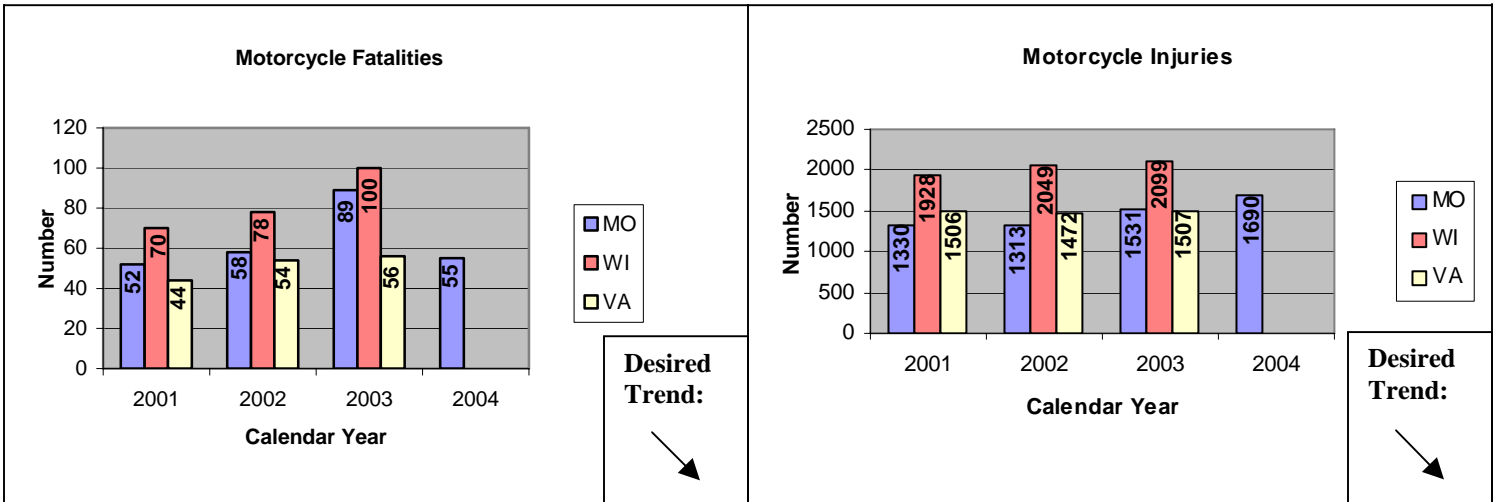 Motorcycle Fatalities
120
100
80
60
40
20
0
Number
52
70
44
58
78
54
89
100
56
55
2001 2002 2003 2004
Calendar Year
MO
WI
VA
Desired
Trend:
Motorcycle Injuries
2500
2000
1500
1000
500
0
Number
1330
1928
1506
1313
2049
1472
1531
2099
1507
1690
2001 2002 2003 2004
Calendar Year
MO
WI
VA
Desired
Trend: